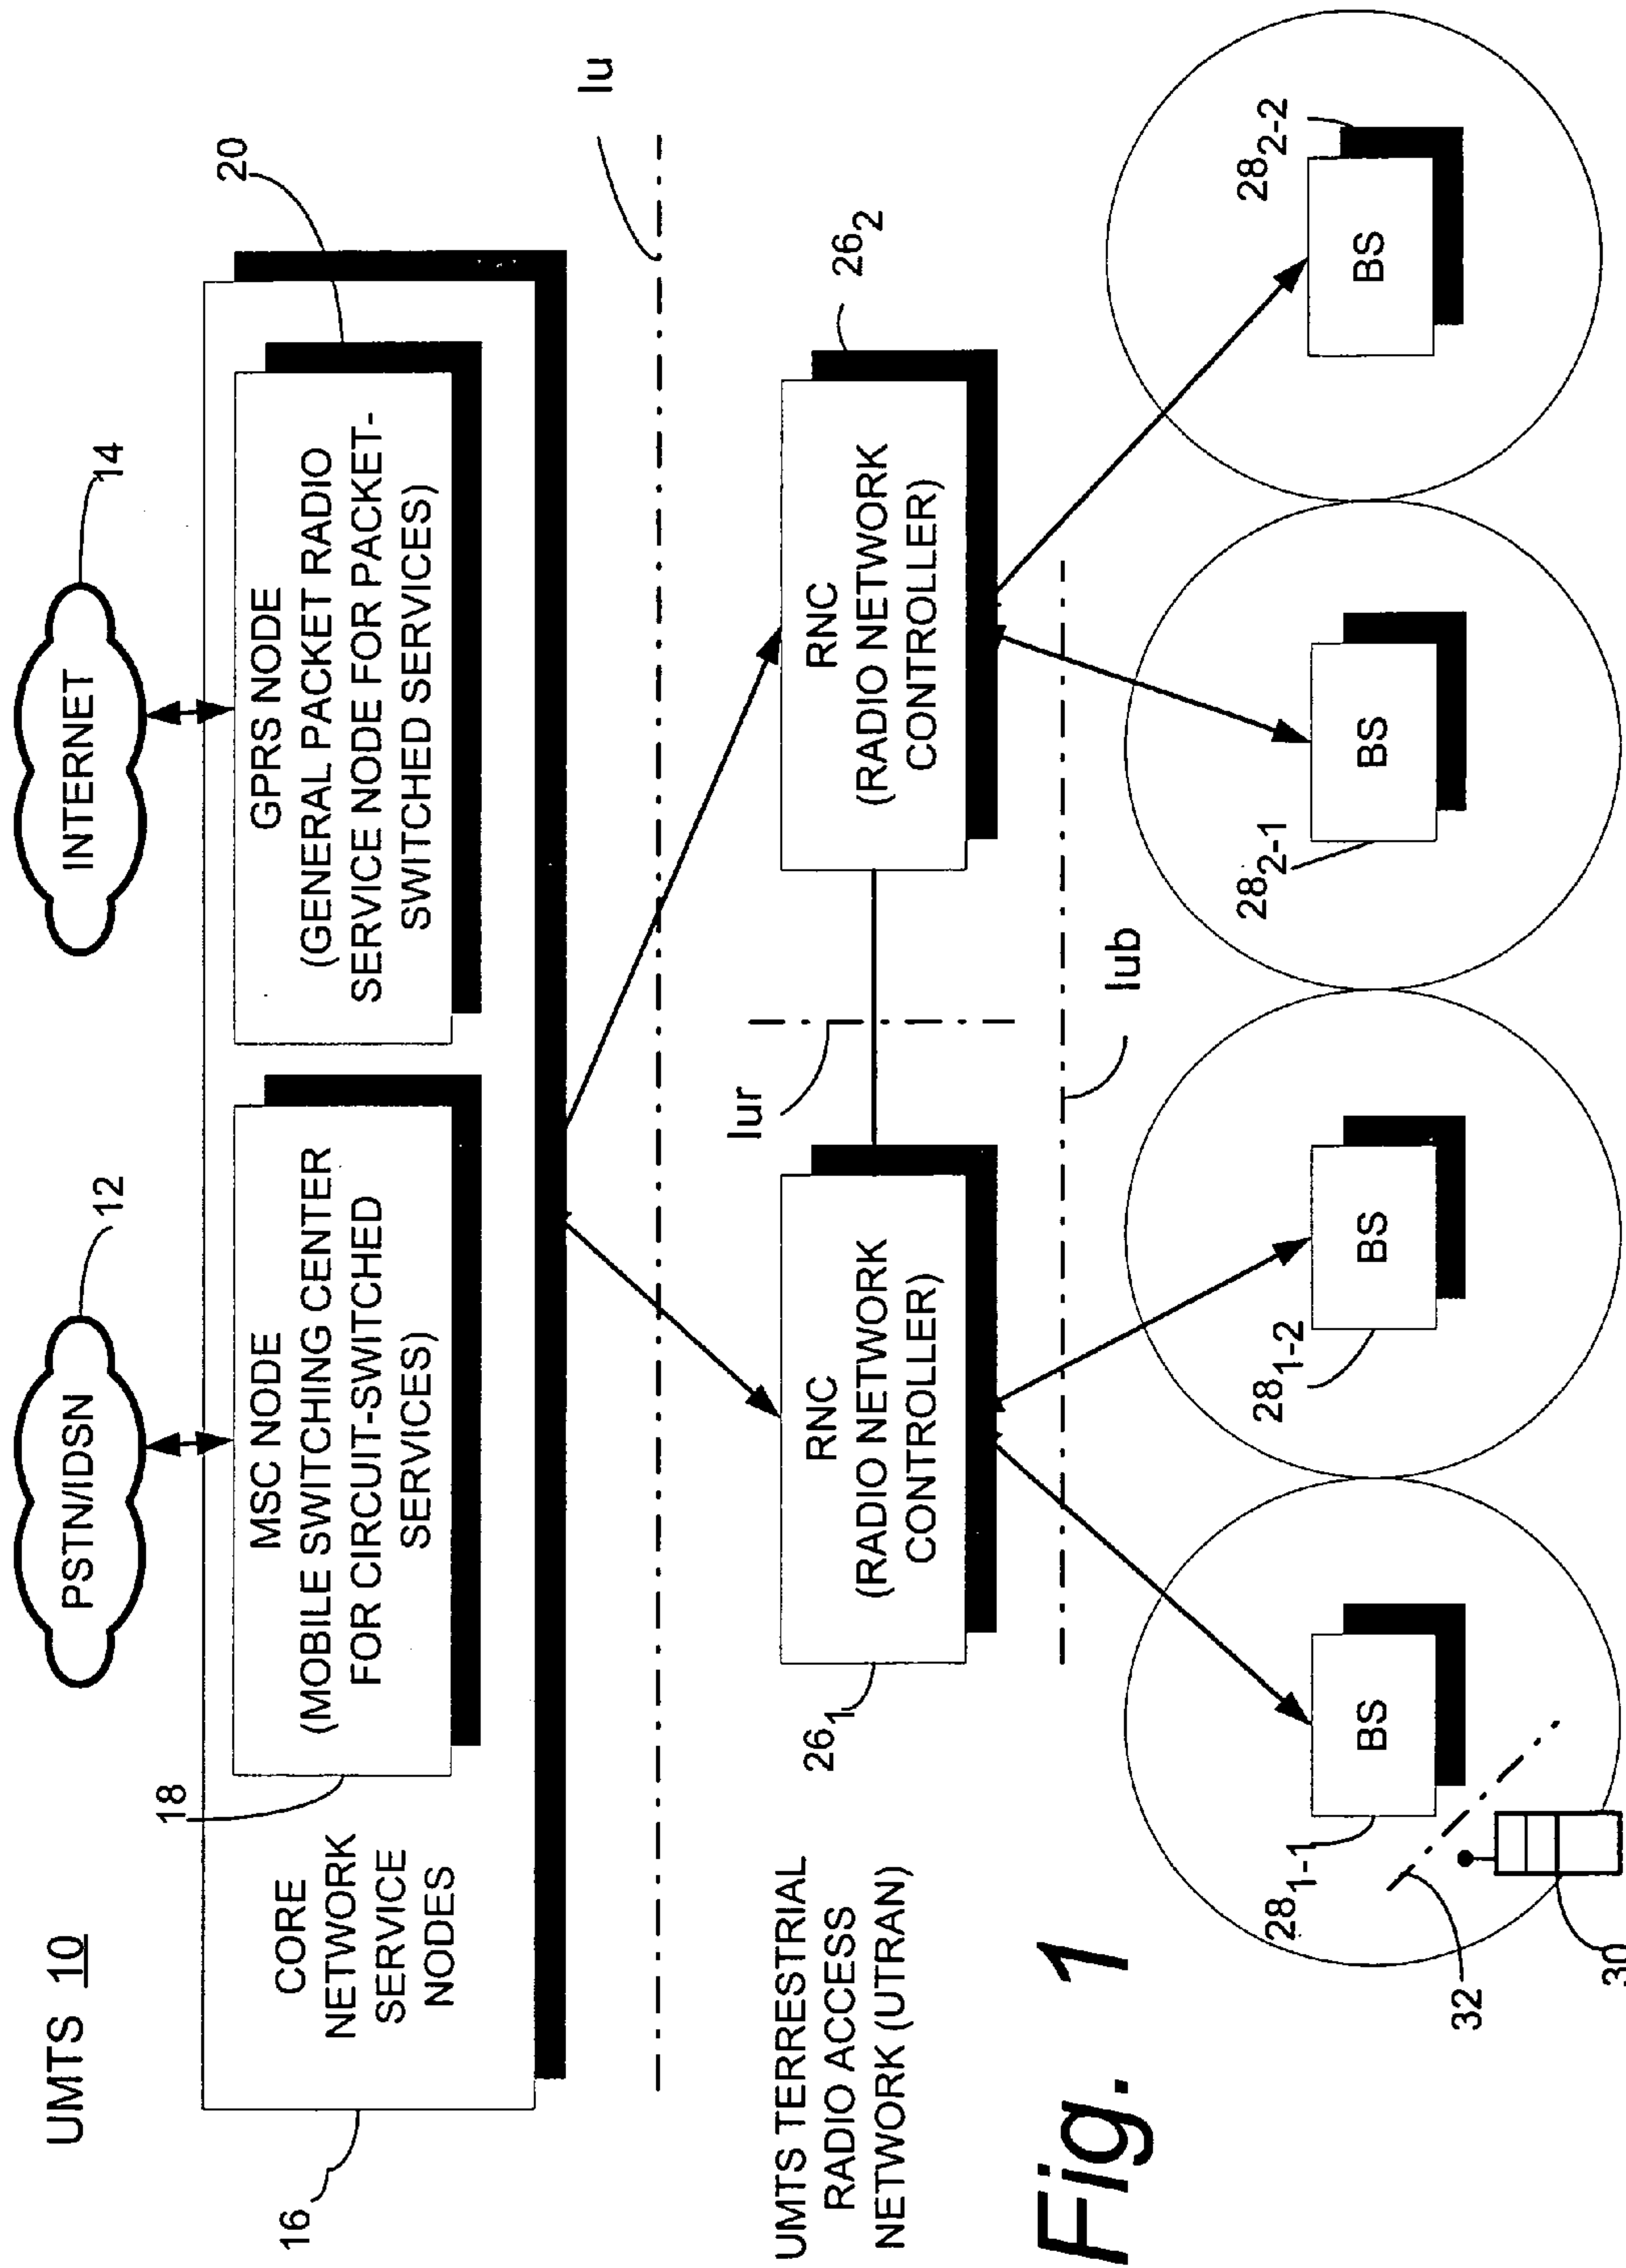 UMTS 10
PSTN/IDSN
12
INTERNET
14
16
CORE
NETWORK
SERVICE
NODES
18
MSC NODE
(MOBILE SWITCHING CENTER
FOR CIRCUIT-SWITCHED
SERVICES)
GPRS NODE
(GENERAL PACKET RADIO
SERVICE NODE FOR PACKET-
SWITCHED SERVICES)
20
Iu
UMTS TERRESTRIAL
RADIO ACCESS
NETWORK (UTRAN)
26₁
RNC
(RADIO NETWORK
CONTROLLER)
Iur
RNC
(RADIO NETWORK
CONTROLLER)
26₂
Iub
Fig. 1
28₁₋₁
BS
28₁₋₂
BS
28₂₋₁
BS
28₂₋₂
BS
32
30